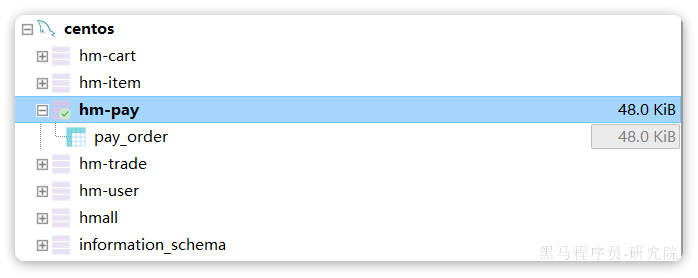 centos
hm-cart
hm-item
hm-pay 48.0 KiB
pay_order 48.0 KiB
hm-trade
hm-user
hmall
information_schema
黑马程序员-研究院